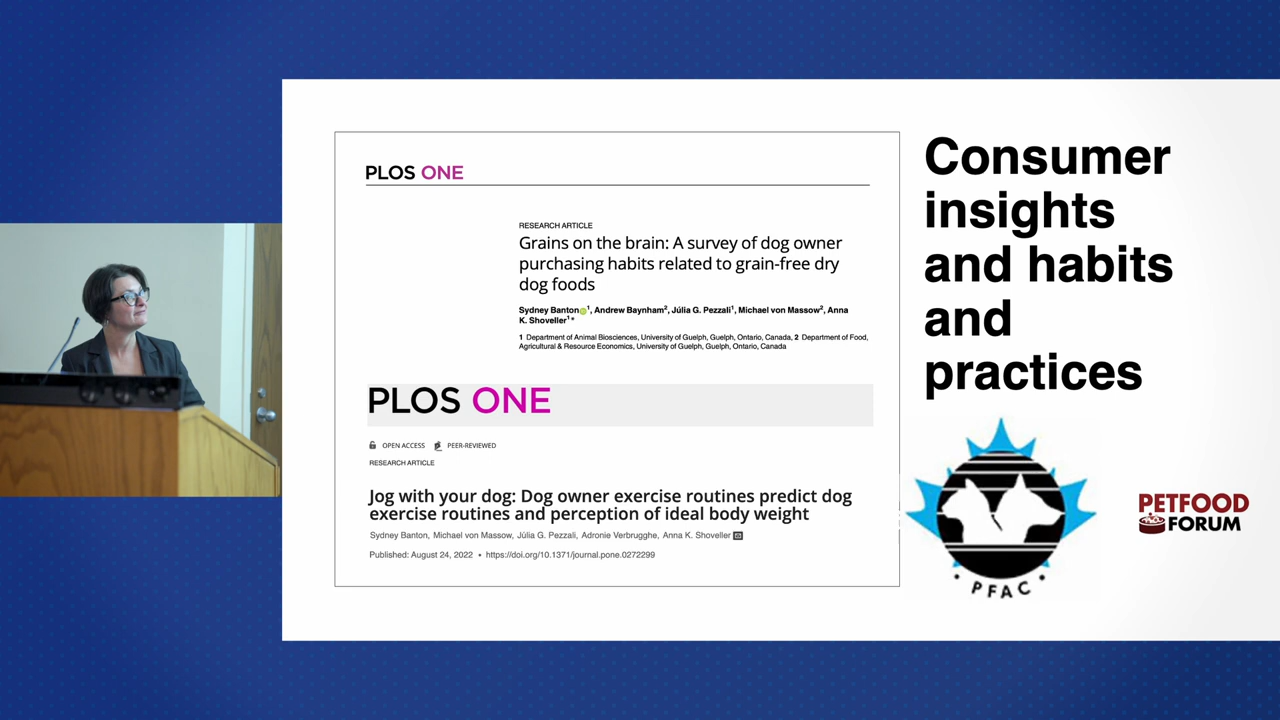 PLOS ONE
RESEARCH ARTICLE
Grains on the brain: A survey of dog owner
purchasing habits related to grain-free dry
dog foods
Sydney Banton 1, Andrew Baynham2, Júlia G. Pezzali1, Michael von Massow2, Anna
K. Shoveller1*
1 Department of Animal Biosciences, University of Guelph, Guelph, Ontario, Canada, 2 Department of Food,
Agricultural & Resource Economics, University of Guelph, Guelph, Ontario, Canada
PLOS ONE
OPEN ACCESS PEER-REVIEWED
RESEARCH ARTICLE
Jog with your dog: Dog owner exercise routines predict dog
exercise routines and perception of ideal body weight
Sydney Banton, Michael von Massow, Júlia G. Pezzali, Adronie Verbrugghe, Anna K. Shoveller
Published: August 24, 2022 • https://doi.org/10.1371/journal.pone.0272299
Consumer
insights
and habits
and
practices
• PFAC •
PETFOOD
FORUM